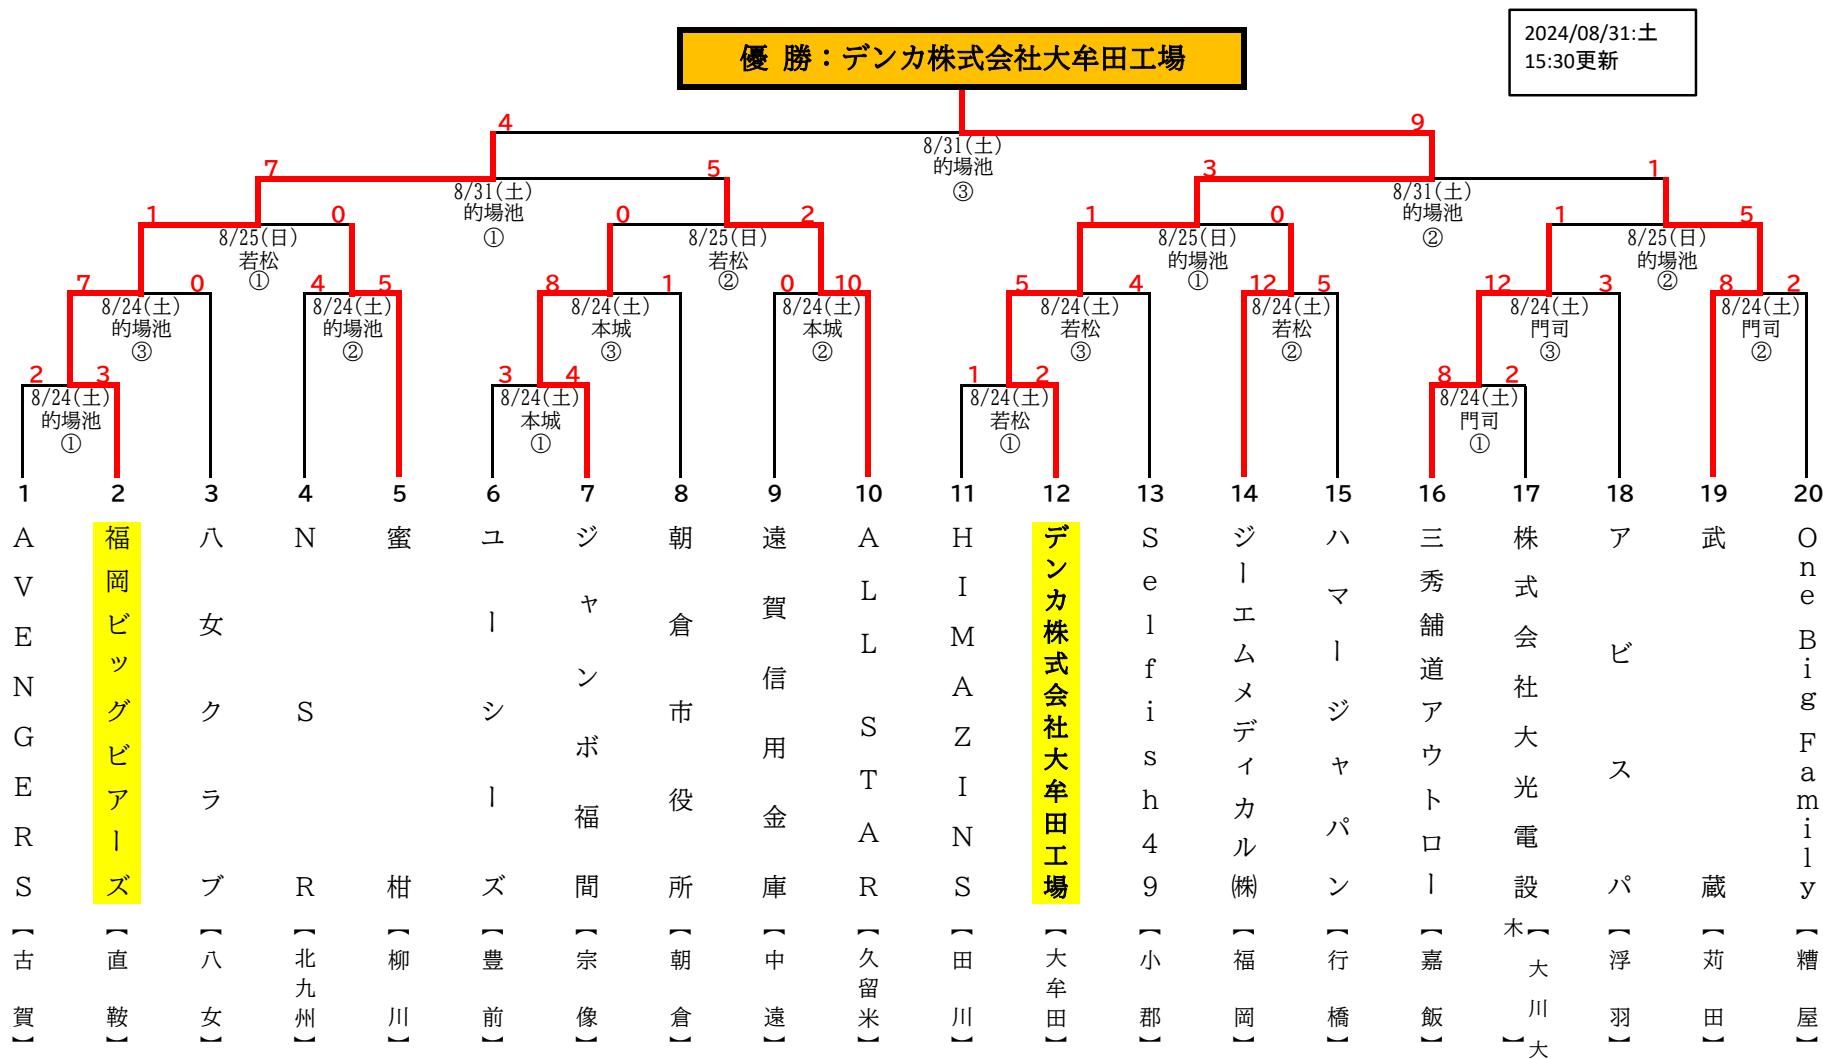 2024/08/31:土
15:30更新
優 勝：デンカ株式会社大牟田工場
4
9
8/31(土)
的場池
③
7
5
8/31(土)
的場池
①
3
1
8/31(土)
的場池
②
1
0
8/25(日)
若松
①
0
2
8/25(日)
若松
②
1
0
8/25(日)
的場池
①
1
5
8/25(日)
的場池
②
7
0
8/24(土)
的場池
③
4
5
8/24(土)
的場池
②
8
1
8/24(土)
本城
③
0
10
8/24(土)
本城
②
5
4
8/24(土)
若松
③
12
5
8/24(土)
若松
②
12
3
8/24(土)
門司
③
8
2
8/24(土)
門司
②
2
3
8/24(土)
的場池
①
3
4
8/24(土)
本城
①
1
2
8/24(土)
若松
①
8
2
8/24(土)
門司
①
1
AVENGERS
【古賀】
2
福岡ビッグビアーズ
【直鞍】
3
八女クラブ
【八女】
4
NSR
【北九州】
5
蜜柑
【柳川】
6
ユーシーズ
【豊前】
7
ジャンボ福間
【宗像】
8
朝倉市役所
【朝倉】
9
遠賀信用金庫
【中遠】
10
ALL STAR
【久留米】
11
HIMAZINS
【田川】
12
デンカ株式会社大牟田工場
【大牟田】
13
Selfish49
【小郡】
14
ジーエムメディカル㈱
【福岡】
15
ハマージャパン
【行橋】
16
三秀舗道アウトロー
【嘉飯】
17
株式会社大光電設
【大川大
木】
18
アビスパ
【浮羽】
19
武蔵
【苅田】
20
One Big Family
【糟屋】